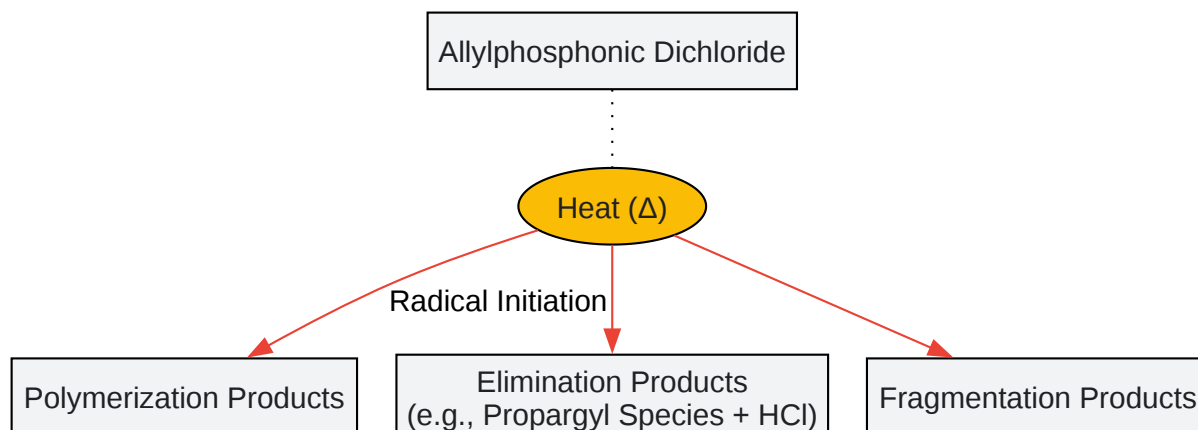 Allylphosphonic Dichloride
Heat (Δ)
Radical Initiation
Polymerization Products
Elimination Products
(e.g., Propargyl Species + HCl)
Fragmentation Products